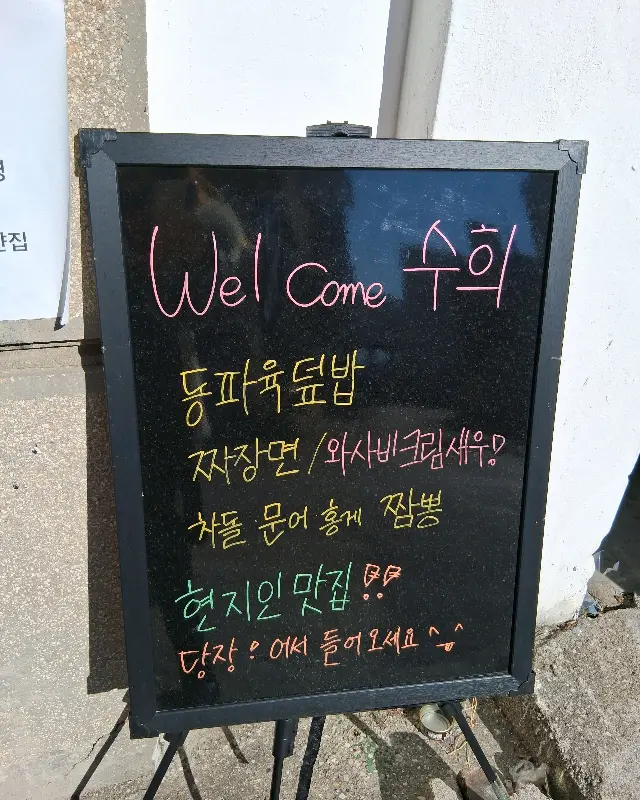 Wel come 수희
동파육덮밥
짜장면 / 와사비크림새우!
차돌 문어 홍게 짬뽕
현지인 맛집!!
당장! 어서 들어오세요 ^o^
집